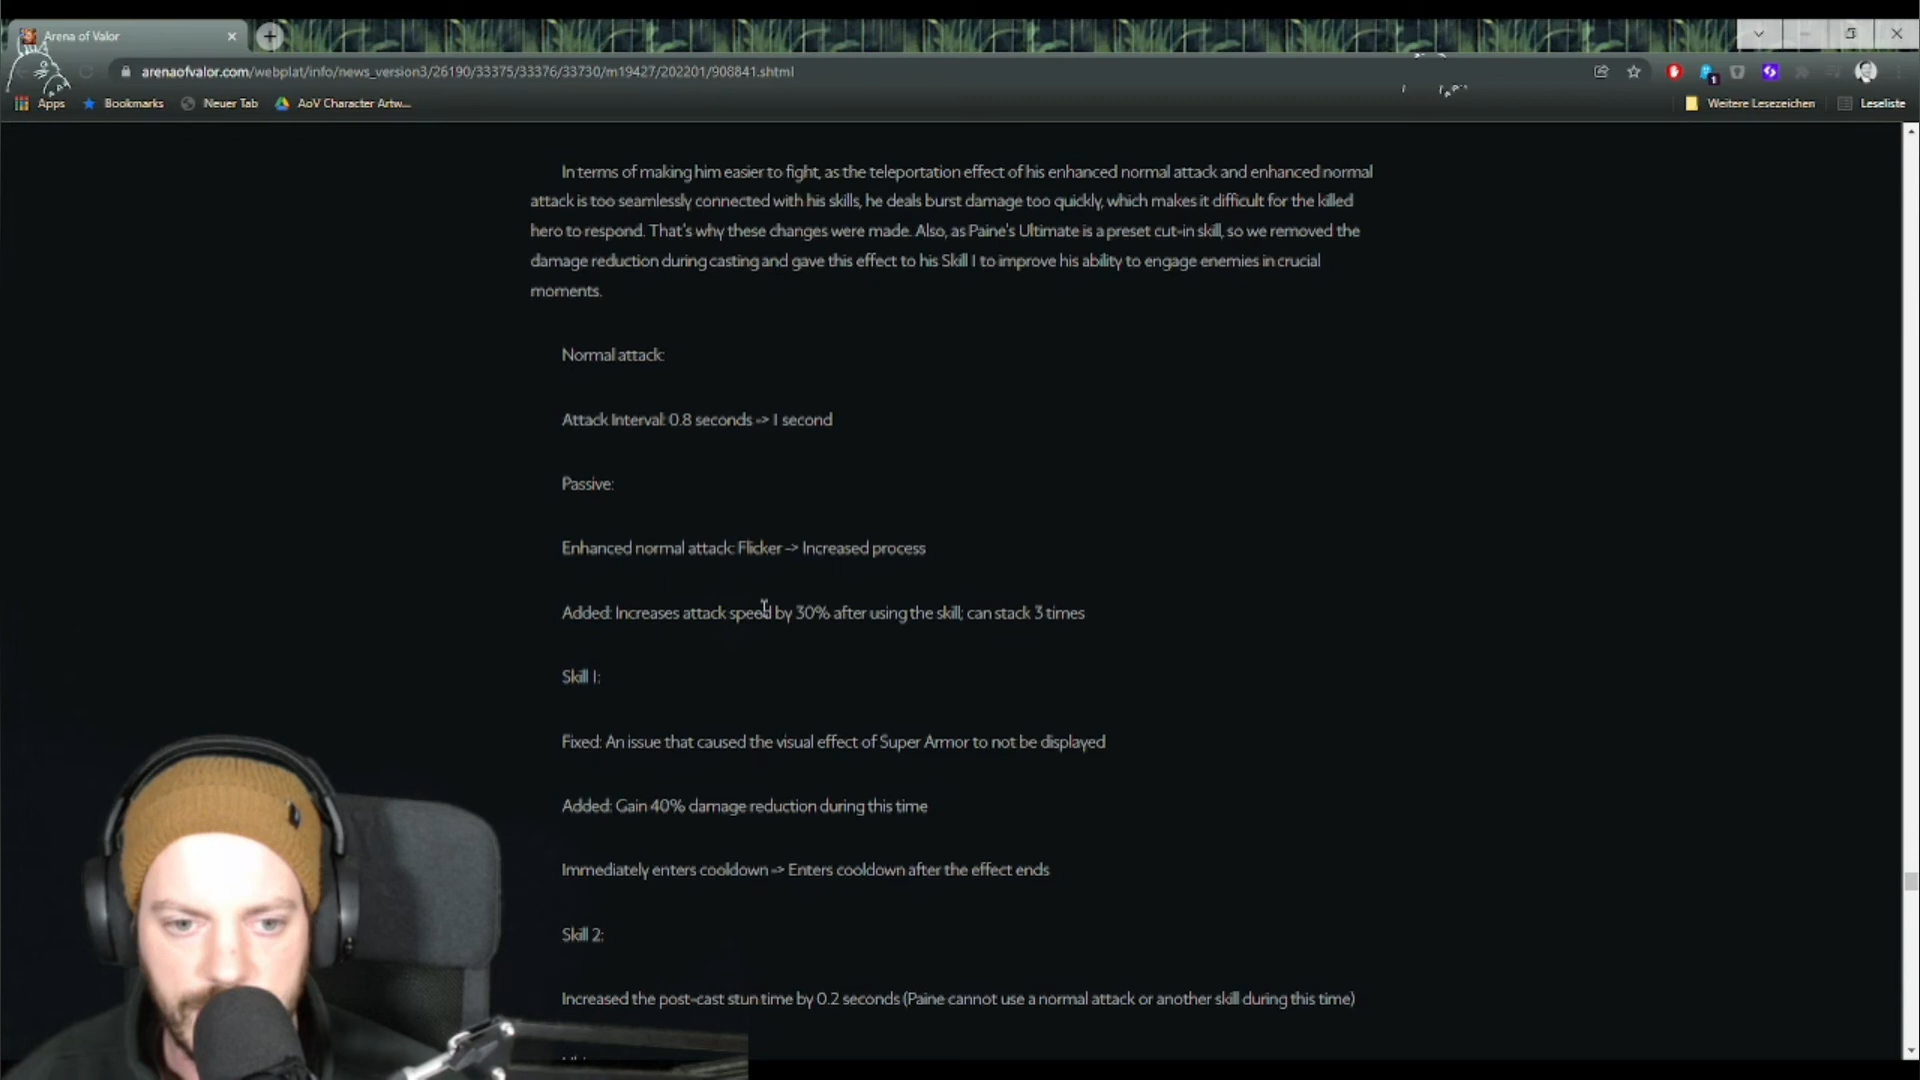 Arena of Valor
arenaofvalor.com/webplat/info/news_version3/26190/33375/33376/33730/m19427/202201/908841.shtml
Apps Bookmarks Neuer Tab AoV Character Artw... Weitere Lesezeichen Leseliste
In terms of making him easier to fight, as the teleportation effect of his enhanced normal attack and enhanced normal
attack is too seamlessly connected with his skills, he deals burst damage too quickly, which makes it difficult for the killed
hero to respond. That's why these changes were made. Also, as Paine's Ultimate is a preset cut-in skill, so we removed the
damage reduction during casting and gave this effect to his Skill 1 to improve his ability to engage enemies in crucial
moments.
Normal attack:
Attack Interval: 0.8 seconds -> 1 second
Passive:
Enhanced normal attack: Flicker -> Increased process
Added: Increases attack speed by 30% after using the skill; can stack 3 times
Skill 1:
Fixed: An issue that caused the visual effect of Super Armor to not be displayed
Added: Gain 40% damage reduction during this time
Immediately enters cooldown -> Enters cooldown after the effect ends
Skill 2:
Increased the post-cast stun time by 0.2 seconds (Paine cannot use a normal attack or another skill during this time)